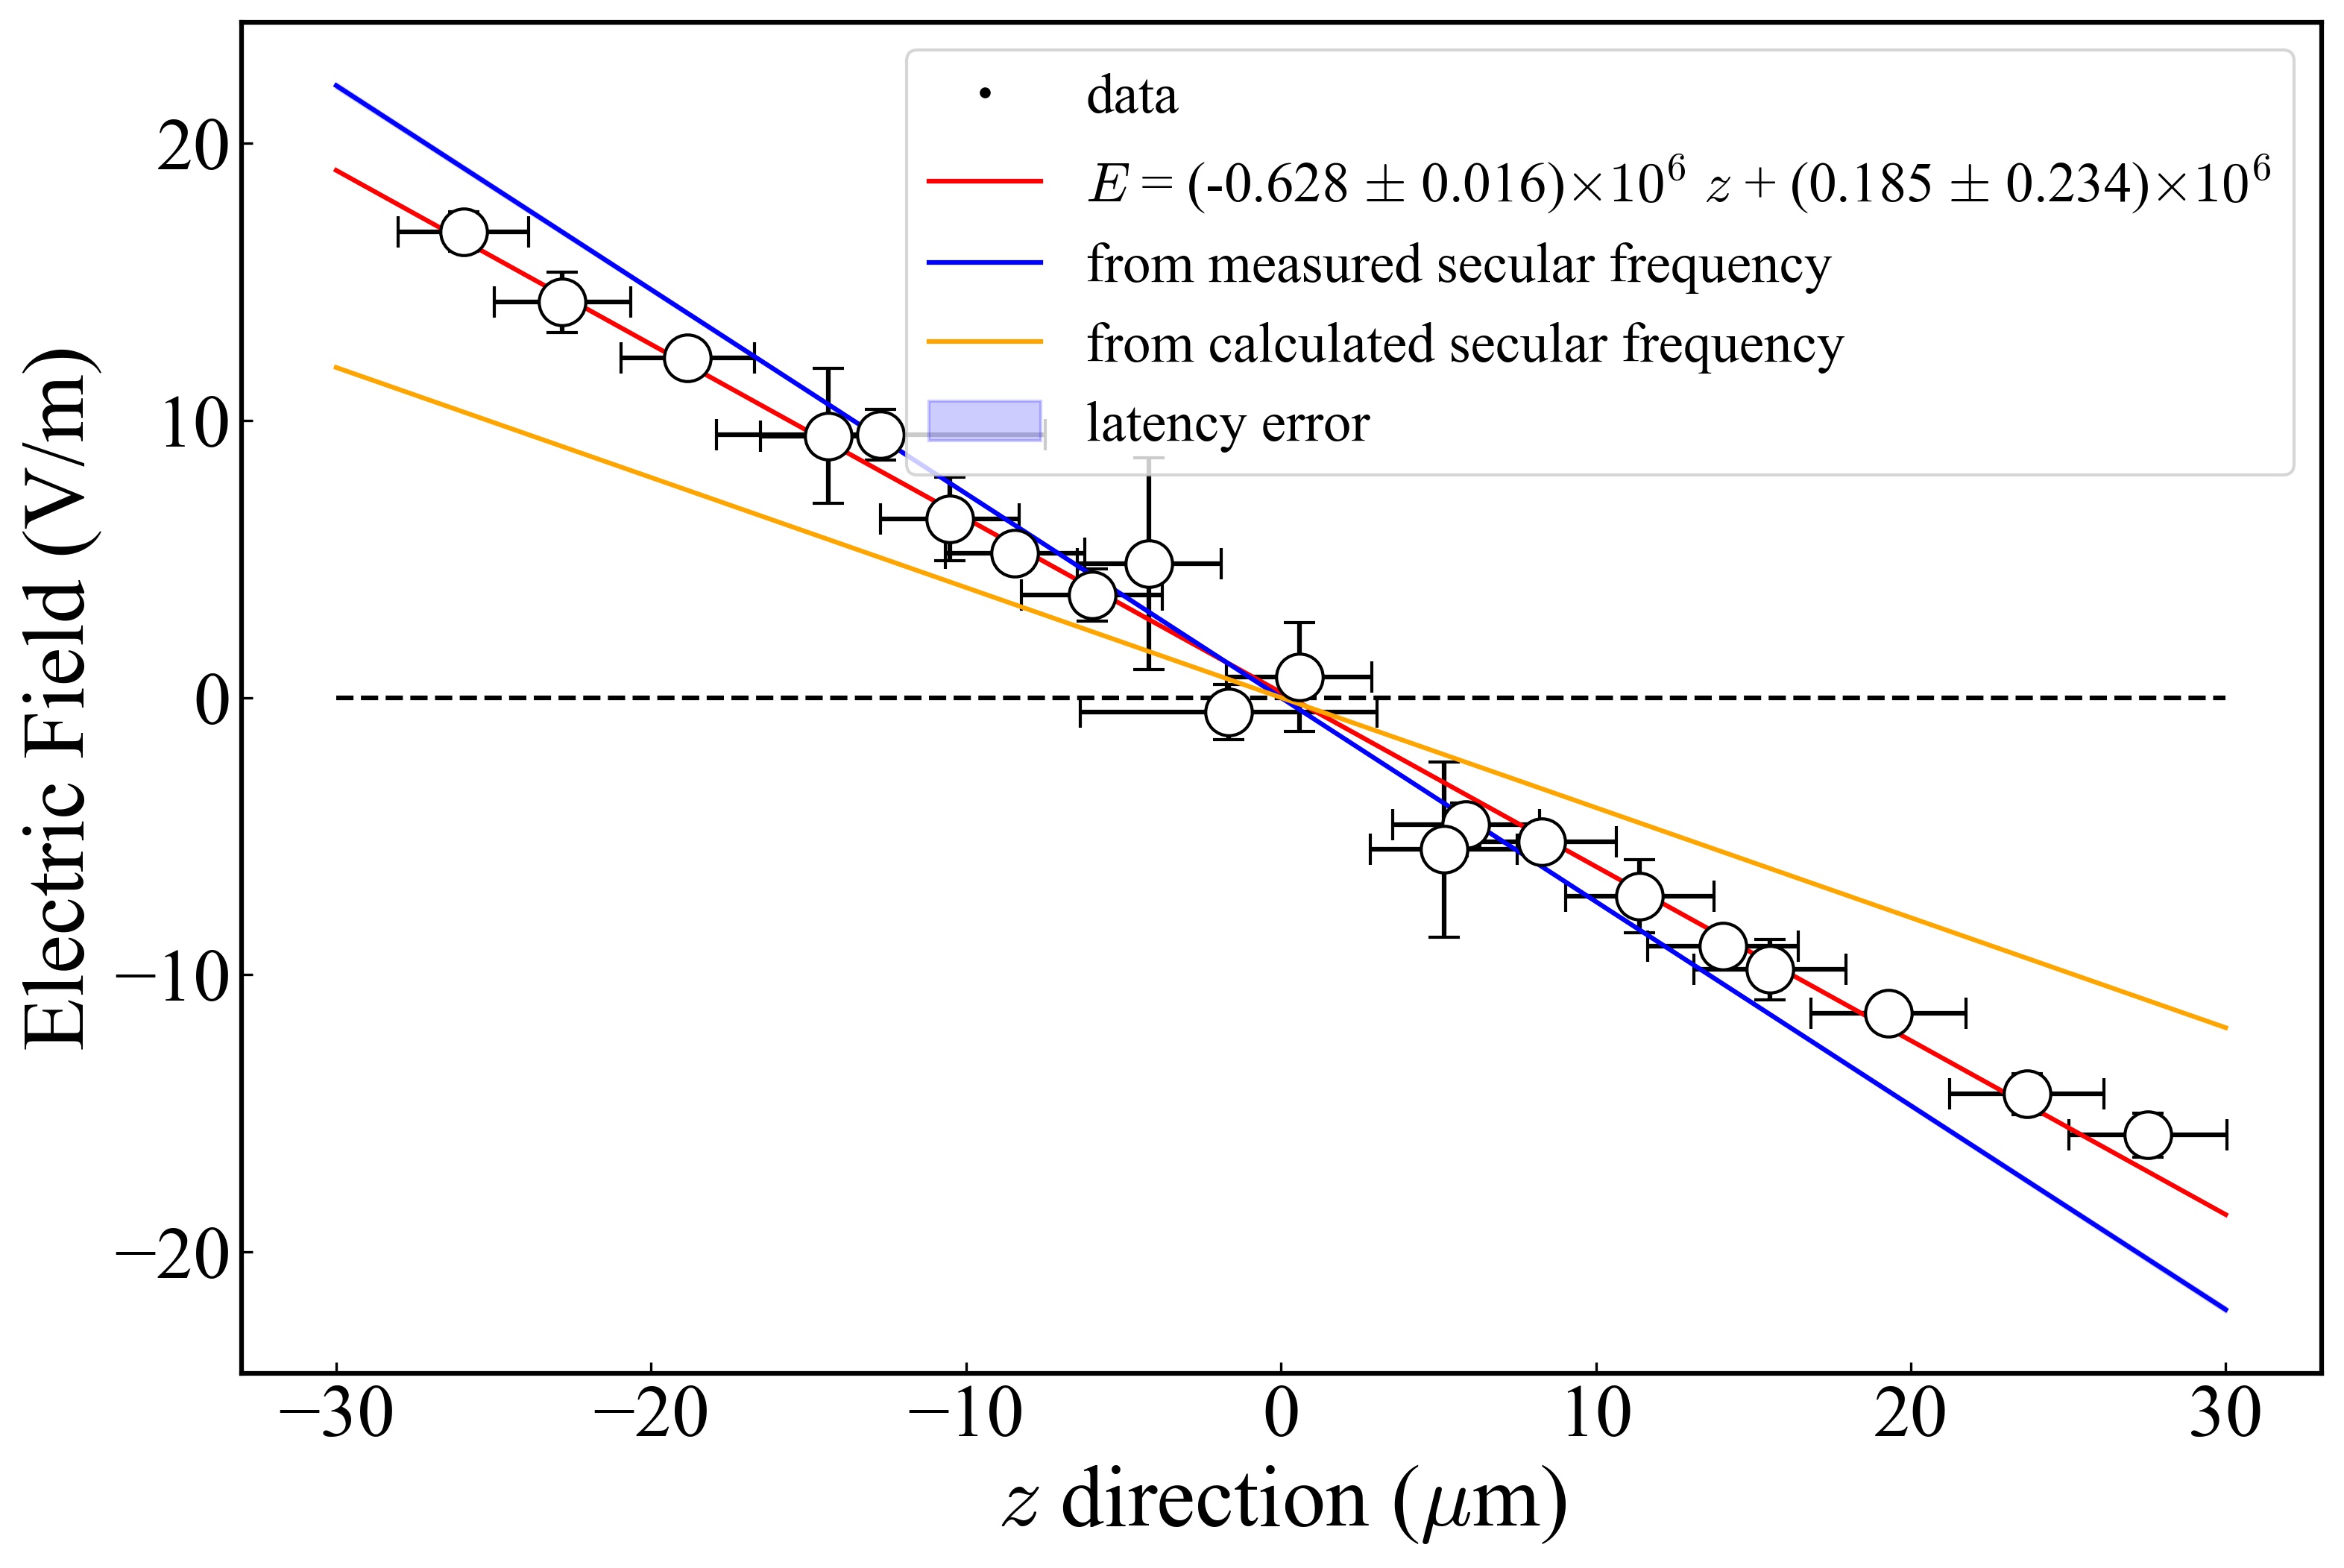 Electric Field (V/m)
20
10
0
−10
−20
data
E = (-0.628 ± 0.016)×10⁶ z + (0.185 ± 0.234)×10⁶
from measured secular frequency
from calculated secular frequency
latency error
−30 −20 −10 0 10 20 30
z direction (μm)